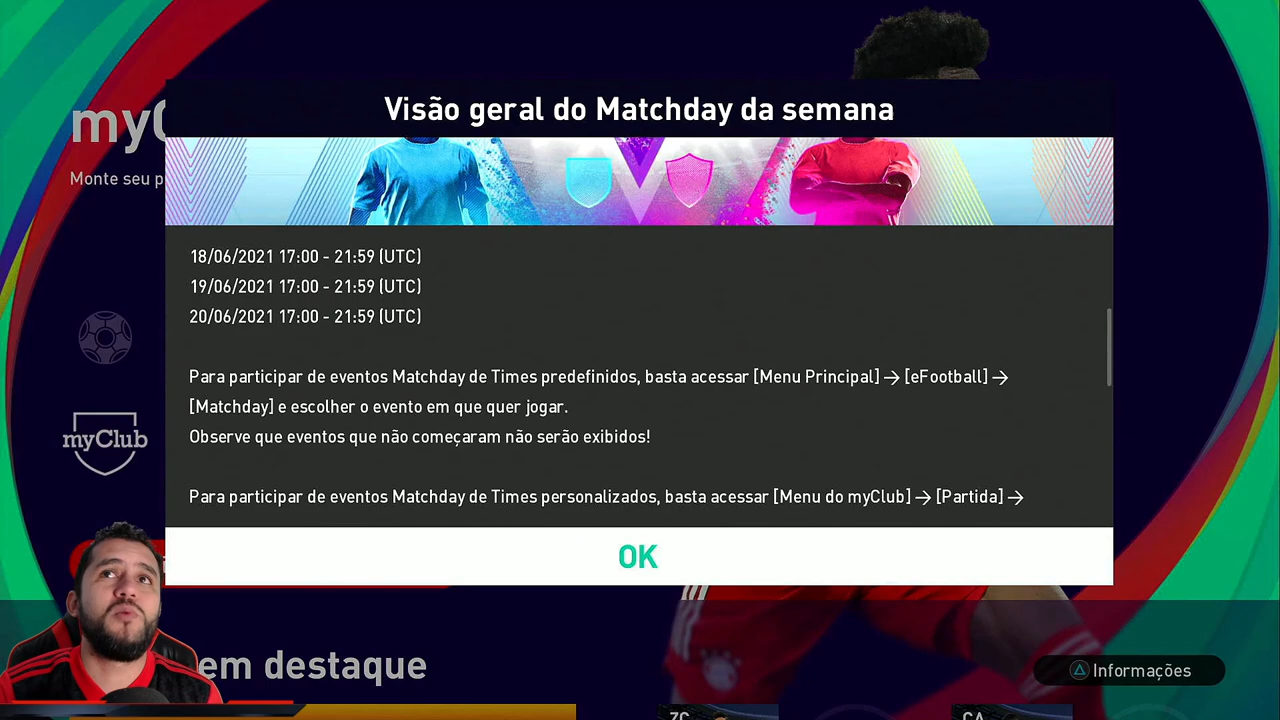 Visão geral do Matchday da semana
Monte seu p
18/06/2021 17:00 - 21:59 (UTC)
19/06/2021 17:00 - 21:59 (UTC)
20/06/2021 17:00 - 21:59 (UTC)
Para participar de eventos Matchday de Times predefinidos, basta acessar [Menu Principal] → [eFootball] →
[Matchday] e escolher o evento em que quer jogar.
Observe que eventos que não começaram não serão exibidos!
myClub
Para participar de eventos Matchday de Times personalizados, basta acessar [Menu do myClub] → [Partida] →
OK
em destaque
Informações
ZC
CA